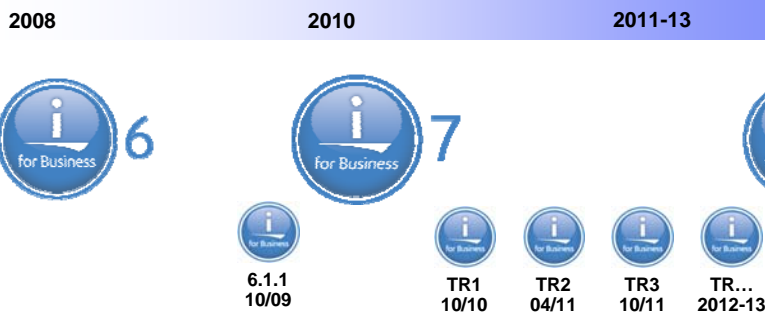 2008
2010
2011-13
i
for Business
6
i
for Business
7
i
for Business
6.1.1
10/09
i
for Business
TR1
10/10
i
for Business
TR2
04/11
i
for Business
TR3
10/11
i
for Business
TR…
2012-13